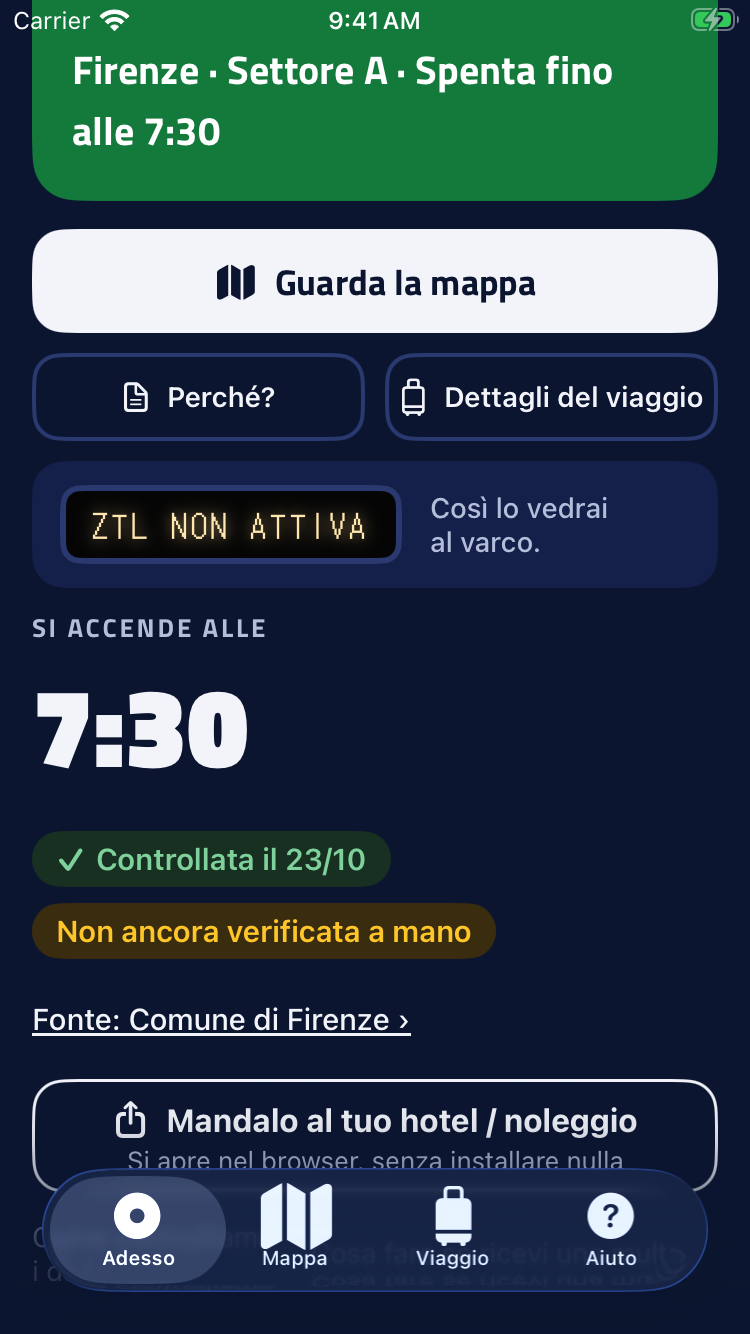 Carrier 9:41 AM
Firenze · Settore A · Spenta fino
alle 7:30
Guarda la mappa
Perché?
Dettagli del viaggio
ZTL NON ATTIVA
Così lo vedrai
al varco.
SI ACCENDE ALLE
7:30
Controllata il 23/10
Non ancora verificata a mano
Fonte: Comune di Firenze ›
Mandalo al tuo hotel / noleggio
Si apre nel browser, senza installare nulla
Adesso
Mappa
Viaggio
Aiuto